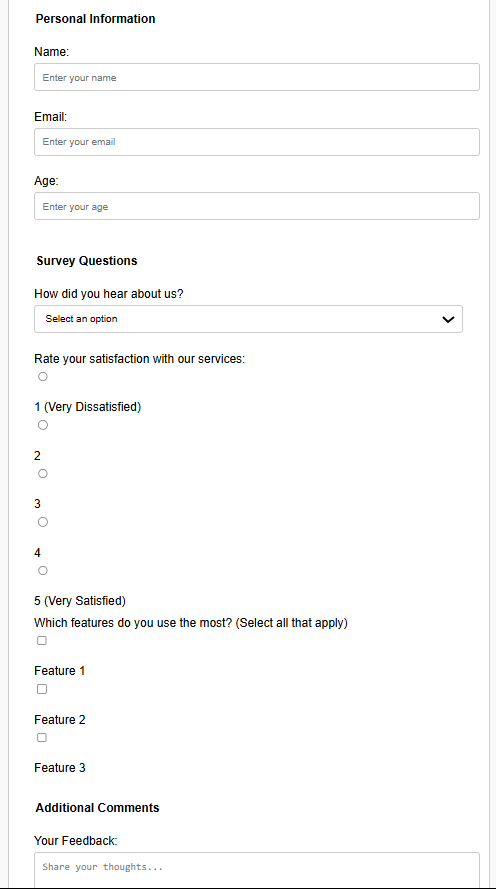 Personal Information
Name:
Enter your name
Email:
Enter your email
Age:
Enter your age
Survey Questions
How did you hear about us?
Select an option
Rate your satisfaction with our services:
1 (Very Dissatisfied)
2
3
4
5 (Very Satisfied)
Which features do you use the most? (Select all that apply)
Feature 1
Feature 2
Feature 3
Additional Comments
Your Feedback:
Share your thoughts...